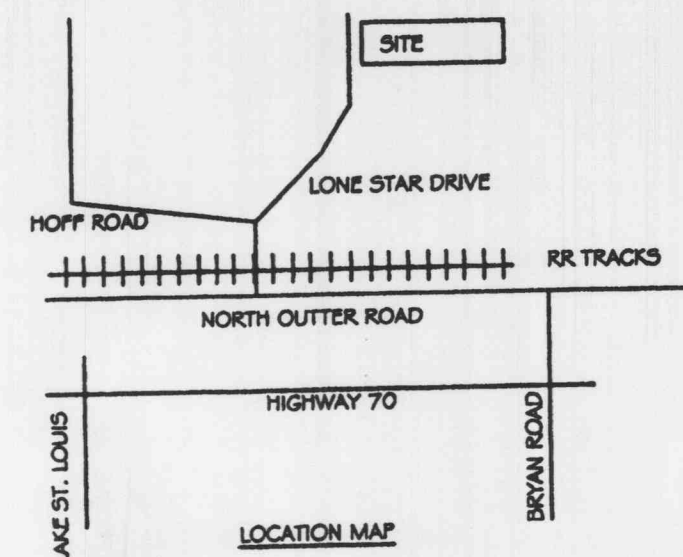 SITE
LONE STAR DRIVE
HOFF ROAD
RR TRACKS
NORTH OUTTER ROAD
HIGHWAY 70
AKE ST. LOUIS
BRYAN ROAD
LOCATION MAP